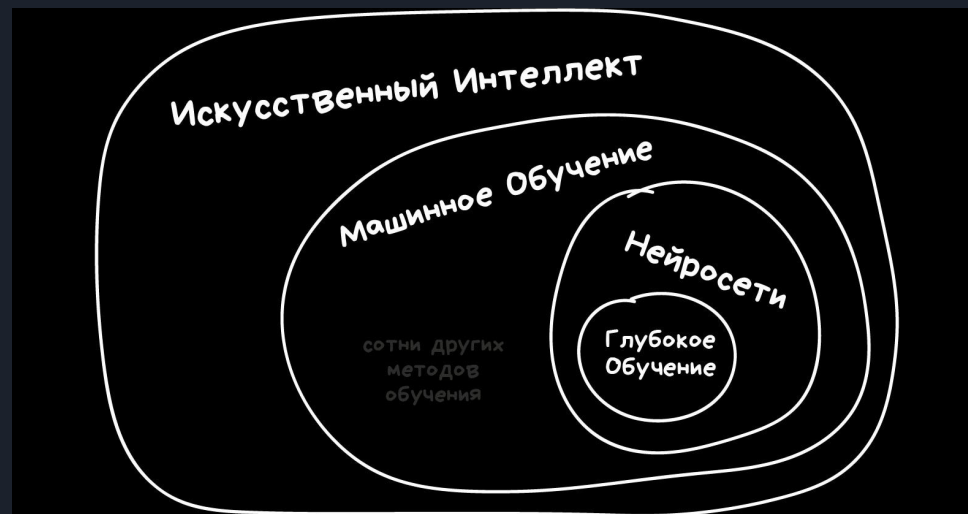 Искусственный Интеллект
Машинное Обучение
Нейросети
Глубокое
Обучение
сотни других
методов
обучения